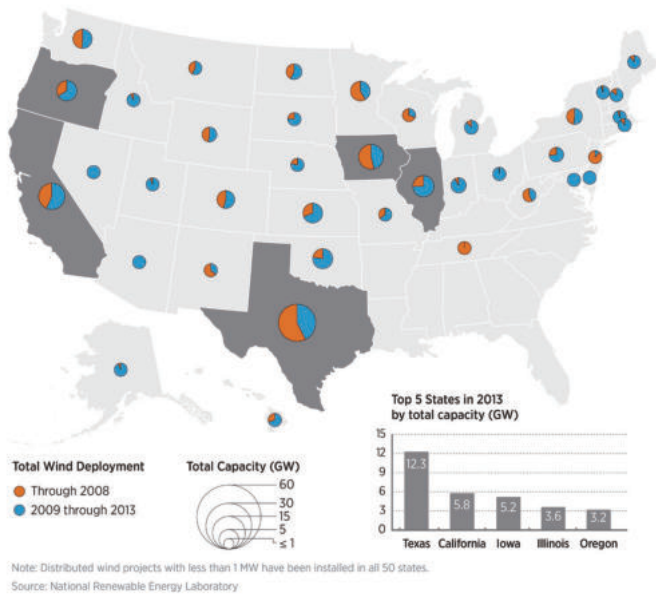 Top 5 States in 2013
by total capacity (GW)
15
12
9
6
3
0
12.3
5.8
5.2
3.6
3.2
Texas California Iowa Illinois Oregon
Total Wind Deployment
Through 2008
2009 through 2013
Total Capacity (GW)
60
30
15
5
≤ 1
Note: Distributed wind projects with less than 1 MW have been installed in all 50 states.
Source: National Renewable Energy Laboratory